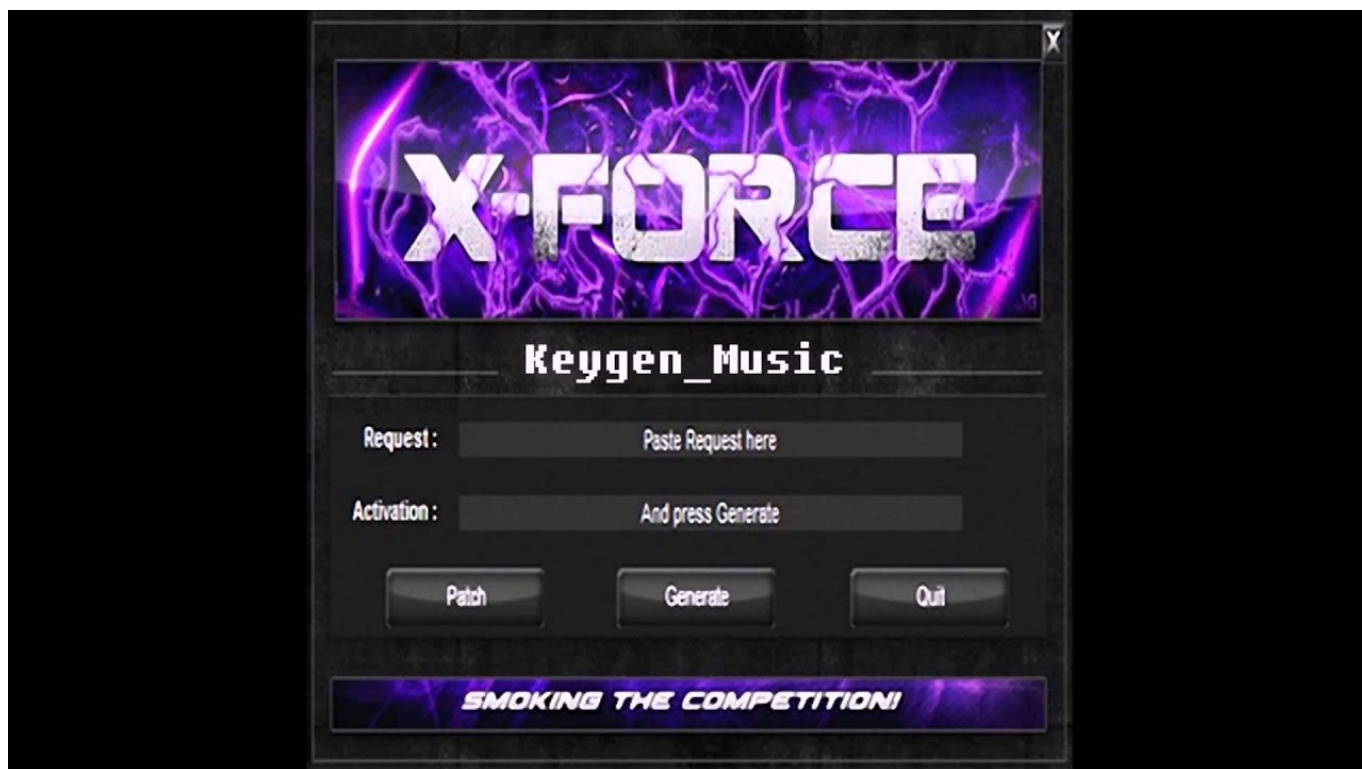 X
X-FORCE
Keygen_Music
Request :
Paste Request here
Activation :
And press Generate
Patch
Generate
Quit
SMOKING THE COMPETITION!